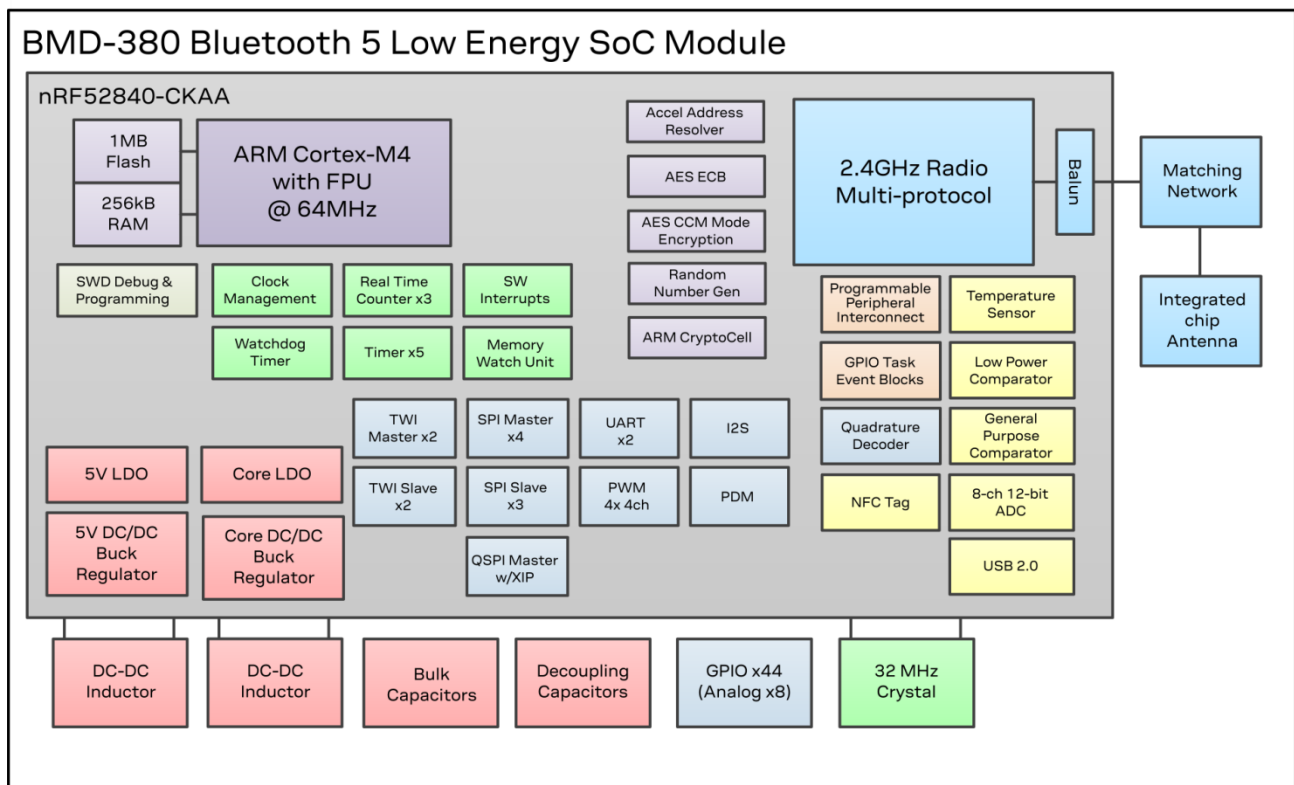 BMD-380 Bluetooth 5 Low Energy SoC Module
nRF52840-CKAA
1MB
Flash
256kB
RAM
ARM Cortex-M4
with FPU
@ 64MHz
Accel Address
Resolver
AES ECB
AES CCM Mode
Encryption
Random
Number Gen
ARM CryptoCell
2.4GHz Radio
Multi-protocol
Balun
Matching
Network
Integrated
chip
Antenna
SWD Debug &
Programming
Clock
Management
Real Time
Counter x3
SW
Interrupts
Watchdog
Timer
Timer x5
Memory
Watch Unit
Programmable
Peripheral
Interconnect
Temperature
Sensor
GPIO Task
Event Blocks
Low Power
Comparator
Quadrature
Decoder
General
Purpose
Comparator
NFC Tag
8-ch 12-bit
ADC
USB 2.0
TWI
Master x2
SPI Master
x4
UART
x2
I2S
TWI Slave
x2
SPI Slave
x3
PWM
4x 4ch
PDM
QSPI Master
w/XIP
5V LDO
Core LDO
5V DC/DC
Buck
Regulator
Core DC/DC
Buck
Regulator
DC-DC
Inductor
DC-DC
Inductor
Bulk
Capacitors
Decoupling
Capacitors
GPIO x44
(Analog x8)
32 MHz
Crystal